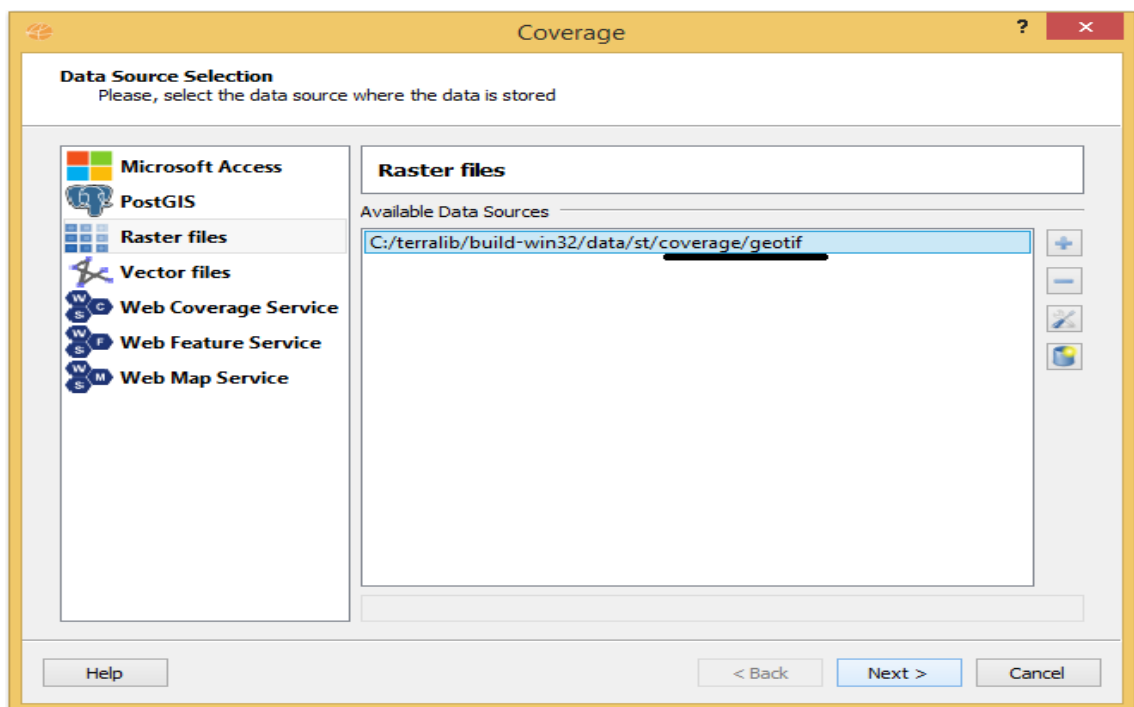 Coverage
?
Data Source Selection
Please, select the data source where the data is stored
Microsoft Access
PostGIS
Raster files
Vector files
W C S Web Coverage Service
W F S Web Feature Service
W M S Web Map Service
Raster files
Available Data Sources
C:/terralib/build-win32/data/st/coverage/geotif
Help
< Back
Next >
Cancel